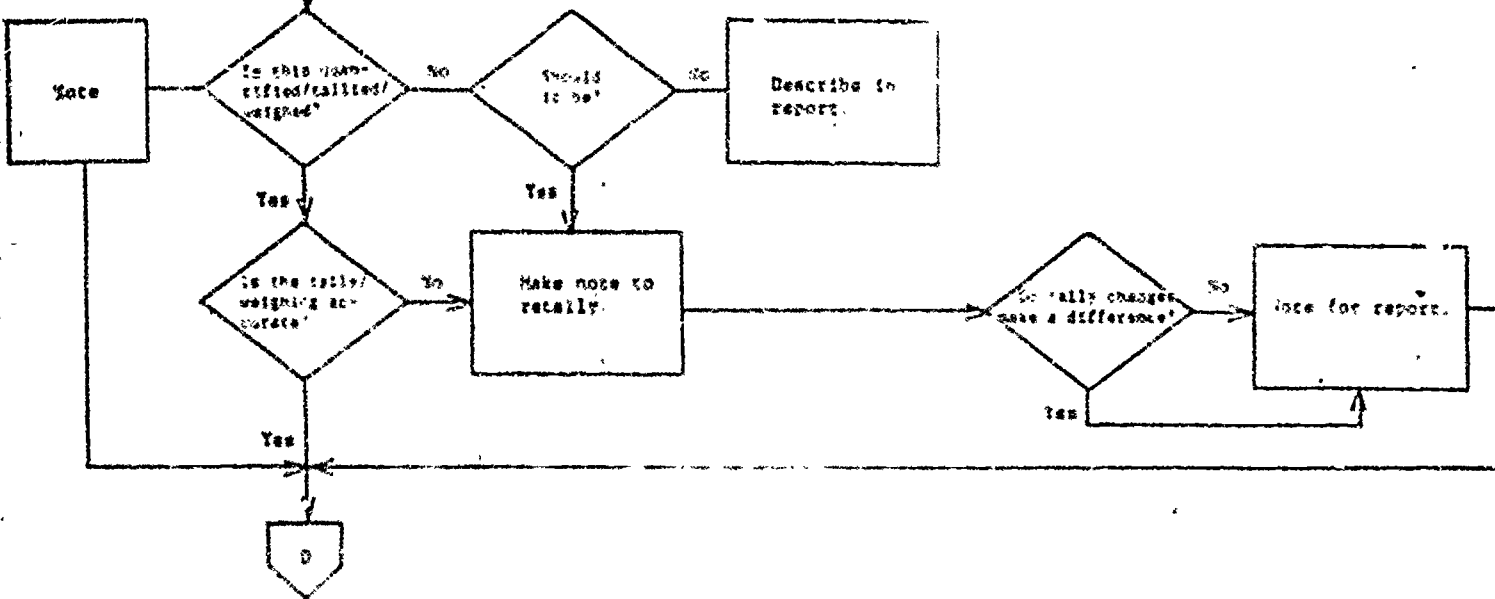 Note
Is this quan-
tified/tallied/
weighed?
No
Should
it be?
No
Describe in
report.
Yes
Yes
Is the tally/
weighing ac-
curate?
No
Make note to
retally.
Do tally changes
make a difference?
No
Note for report.
Yes
Yes
D